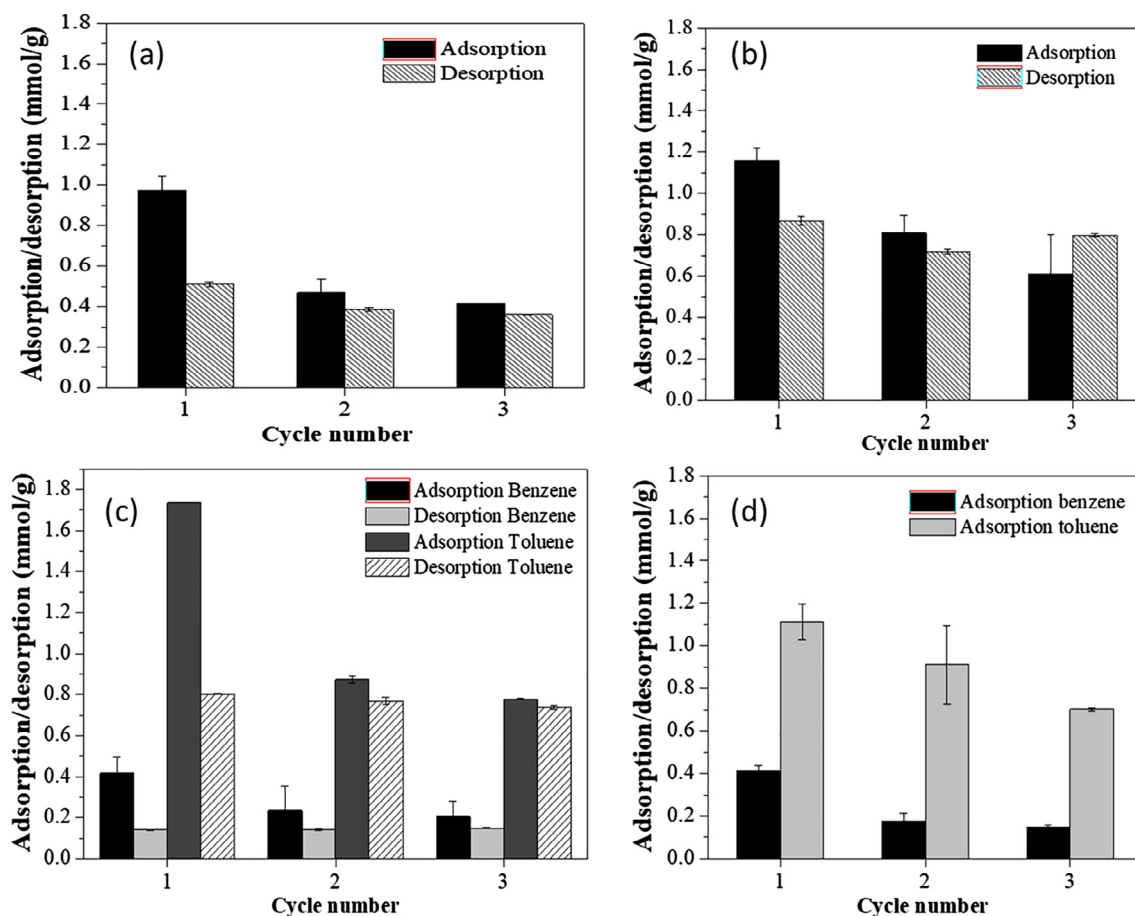 (a)
Adsorption
Desorption
Adsorption/desorption (mmol/g)
1.8
1.6
1.4
1.2
1.0
0.8
0.6
0.4
0.2
0.0
1 2 3
Cycle number
(b)
Adsorption
Desorption
Adsorption/desorption (mmol/g)
1.8
1.6
1.4
1.2
1.0
0.8
0.6
0.4
0.2
0.0
1 2 3
Cycle number
(c)
Adsorption Benzene
Desorption Benzene
Adsorption Toluene
Desorption Toluene
Adsorption/desorption (mmol/g)
1.8
1.6
1.4
1.2
1.0
0.8
0.6
0.4
0.2
0.0
1 2 3
Cycle number
(d)
Adsorption benzene
Adsorption toluene
Adsorption/desorption (mmol/g)
1.8
1.6
1.4
1.2
1.0
0.8
0.6
0.4
0.2
0.0
1 2 3
Cycle number